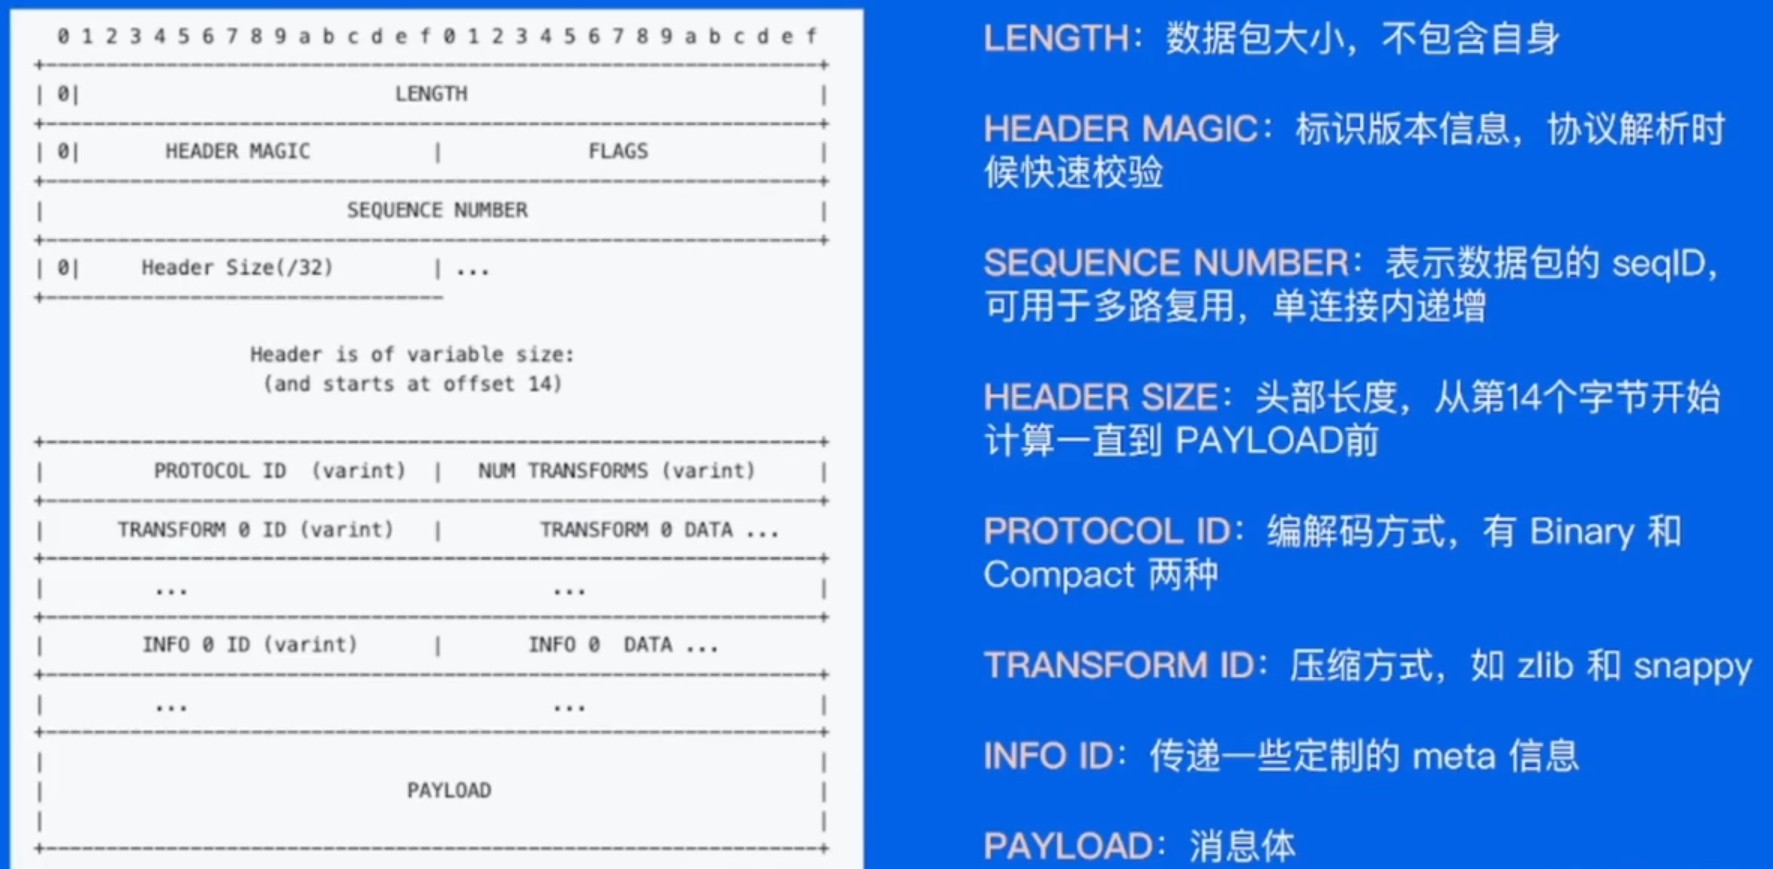 0 1 2 3 4 5 6 7 8 9 a b c d e f 0 1 2 3 4 5 6 7 8 9 a b c d e f
+----------------------------------------------------------------+
| 0| LENGTH |
+----------------------------------------------------------------+
| 0| HEADER MAGIC | FLAGS |
+----------------------------------------------------------------+
| SEQUENCE NUMBER |
+----------------------------------------------------------------+
| 0| Header Size(/32) | ...
+---------------------------------
Header is of variable size:
(and starts at offset 14)
+----------------------------------------------------------------+
| PROTOCOL ID (varint) | NUM TRANSFORMS (varint) |
+----------------------------------------------------------------+
| TRANSFORM 0 ID (varint) | TRANSFORM 0 DATA ...
+----------------------------------------------------------------+
| ... ... |
+----------------------------------------------------------------+
| INFO 0 ID (varint) | INFO 0 DATA ... |
+----------------------------------------------------------------+
| ... ... |
+----------------------------------------------------------------+
| |
| PAYLOAD |
| |
+----------------------------------------------------------------+
LENGTH：数据包大小，不包含自身
HEADER MAGIC：标识版本信息，协议解析时
候快速校验
SEQUENCE NUMBER：表示数据包的 seqID，
可用于多路复用，单连接内递增
HEADER SIZE：头部长度，从第14个字节开始
计算一直到 PAYLOAD前
PROTOCOL ID：编解码方式，有 Binary 和
Compact 两种
TRANSFORM ID：压缩方式，如 zlib 和 snappy
INFO ID：传递一些定制的 meta 信息
PAYLOAD：消息体